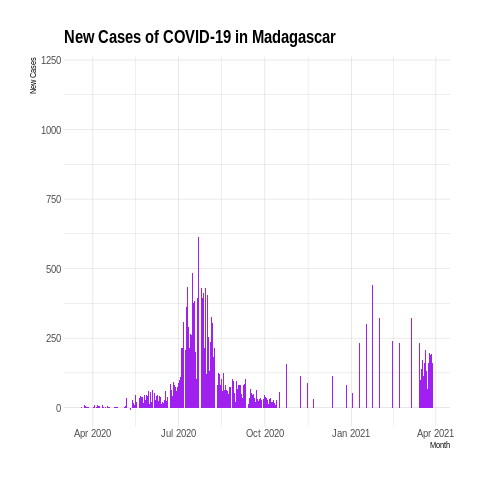 New Cases of COVID-19 in Madagascar
New Cases
1250
1000
750
500
250
0
Apr 2020
Jul 2020
Oct 2020
Jan 2021
Apr 2021
Month